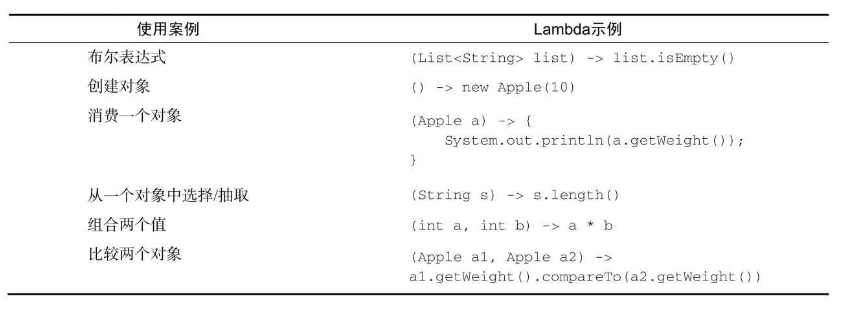 使用案例 Lambda示例
布尔表达式 (List<String> list) -> list.isEmpty()
创建对象 () -> new Apple(10)
消费一个对象 (Apple a) -> {
System.out.println(a.getWeight());
}
从一个对象中选择/抽取 (String s) -> s.length()
组合两个值 (int a, int b) -> a * b
比较两个对象 (Apple a1, Apple a2) ->
a1.getWeight().compareTo(a2.getWeight())